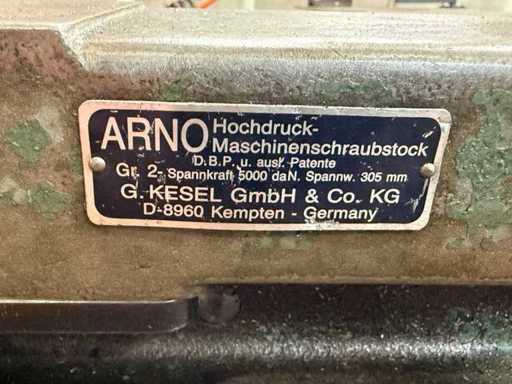 ARNO Hochdruck-
Maschinenschraubstock
D.B.P. u. ausl. Patente
Gr. 2- Spannkraft 5000 daN. Spannw. 305 mm
G. KESEL GmbH & Co. KG
D-8960 Kempten - Germany